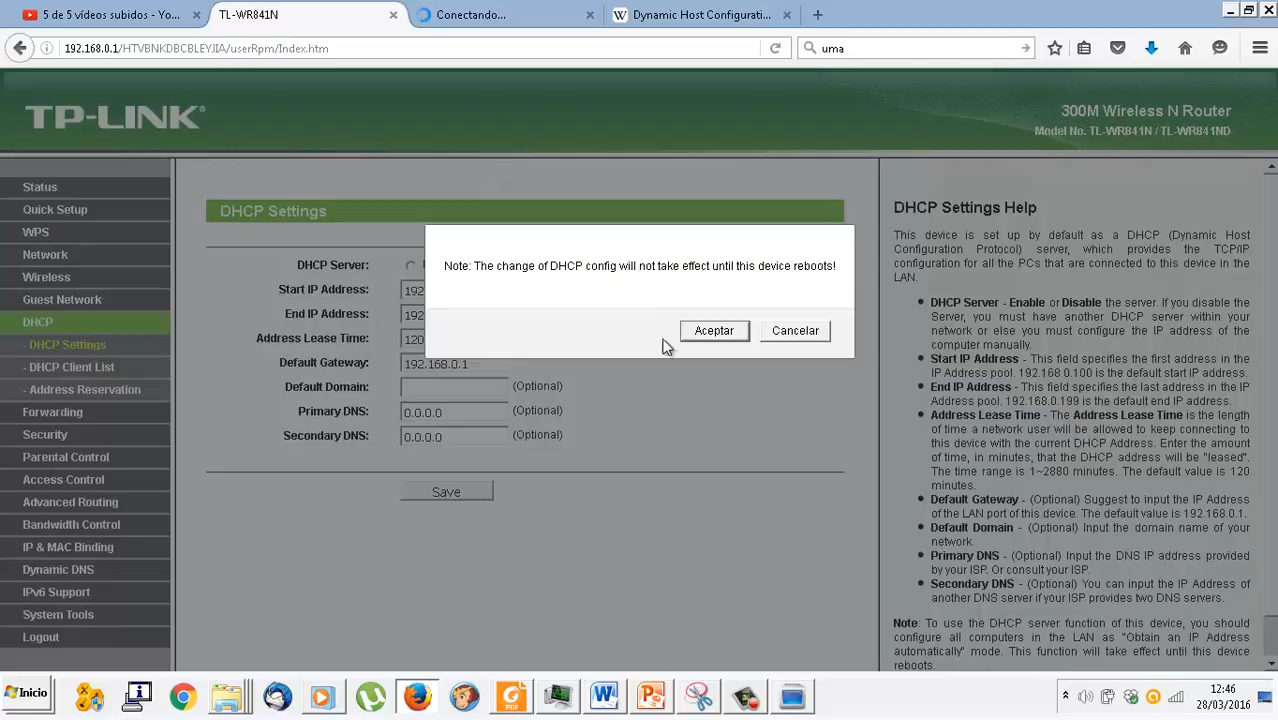 5 de 5 vídeos subidos - Yo...
TL-WR841N
Conectando...
W Dynamic Host Configurati...
192.168.0.1/HTVBNKDBCBLEYJIA/userRpm/Index.htm
uma
TP-LINK®
300M Wireless N Router
Model No. TL-WR841N / TL-WR841ND
Status
Quick Setup
WPS
Network
Wireless
Guest Network
DHCP
- DHCP Settings
- DHCP Client List
- Address Reservation
Forwarding
Security
Parental Control
Access Control
Advanced Routing
Bandwidth Control
IP & MAC Binding
Dynamic DNS
IPv6 Support
System Tools
Logout
DHCP Settings
DHCP Server:
Start IP Address: 192
End IP Address: 192
Address Lease Time: 120
Default Gateway: 192.168.0.1
Default Domain: (Optional)
Primary DNS: 0.0.0.0 (Optional)
Secondary DNS: 0.0.0.0 (Optional)
Save
Note: The change of DHCP config will not take effect until this device reboots!
Aceptar
Cancelar
DHCP Settings Help
This device is set up by default as a DHCP (Dynamic Host
Configuration Protocol) server, which provides the TCP/IP
configuration for all the PCs that are connected to this device in the
LAN.
● DHCP Server - Enable or Disable the server. If you disable the
Server, you must have another DHCP server within your
network or else you must configure the IP address of the
computer manually.
● Start IP Address - This field specifies the first address in the
IP Address pool. 192.168.0.100 is the default start IP address.
● End IP Address - This field specifies the last address in the IP
Address pool. 192.168.0.199 is the default end IP address.
● Address Lease Time - The Address Lease Time is the length
of time a network user will be allowed to keep connecting to
this device with the current DHCP Address. Enter the amount
of time, in minutes, that the DHCP address will be "leased".
The time range is 1~2880 minutes. The default value is 120
minutes.
● Default Gateway - (Optional) Suggest to input the IP Address
of the LAN port of this device. The default value is 192.168.0.1.
● Default Domain - (Optional) Input the domain name of your
network.
● Primary DNS - (Optional) Input the DNS IP address provided
by your ISP. Or consult your ISP.
● Secondary DNS - (Optional) You can input the IP Address of
another DNS server if your ISP provides two DNS servers.
Note: To use the DHCP server function of this device, you should
configure all computers in the LAN as "Obtain an IP Address
automatically" mode. This function will take effect until this device
reboots.
Inicio
PDF
W
P
12:46
28/03/2016